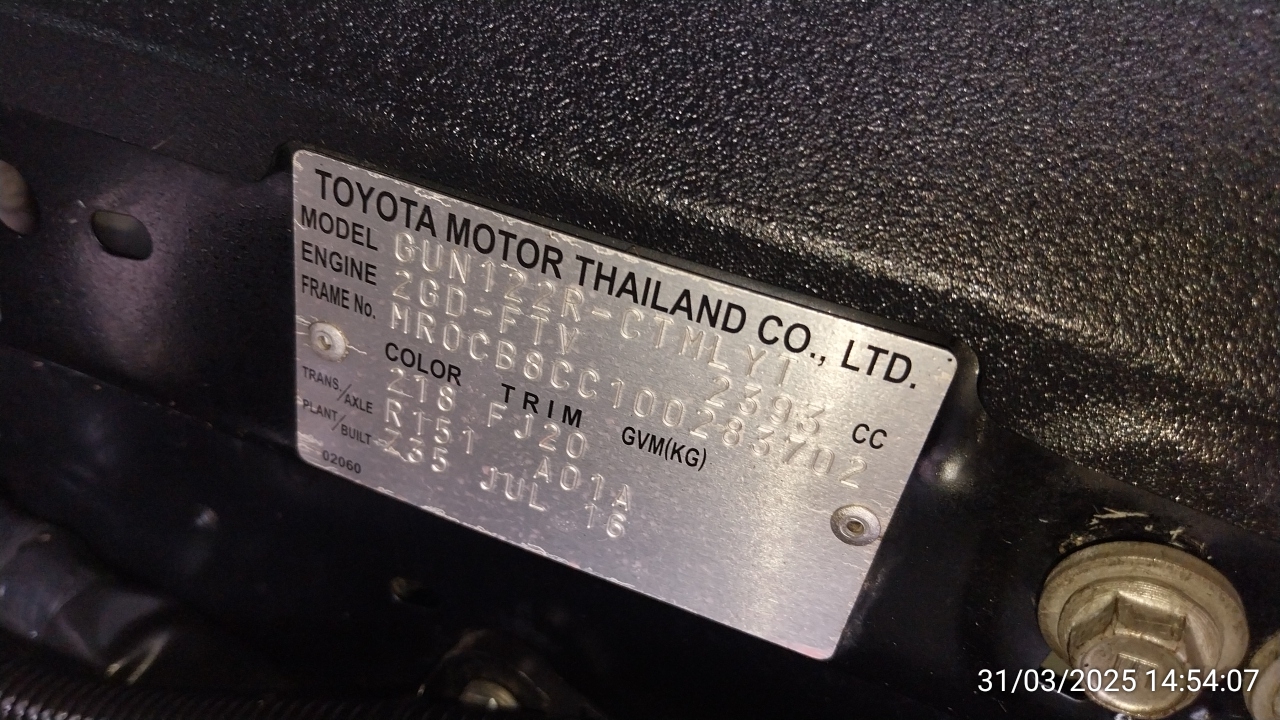 TOYOTA MOTOR THAILAND CO., LTD.
MODEL GUN122R-CTMLYT
ENGINE 2GD-FTV 2393 CC
FRAME No. MR0CB8CC100283702
COLOR TRIM GVM(KG)
218 FJ20
TRANS./AXLE R151 A01A
PLANT/BUILT Z35 JUL 16
02060
31/03/2025 14:54:07